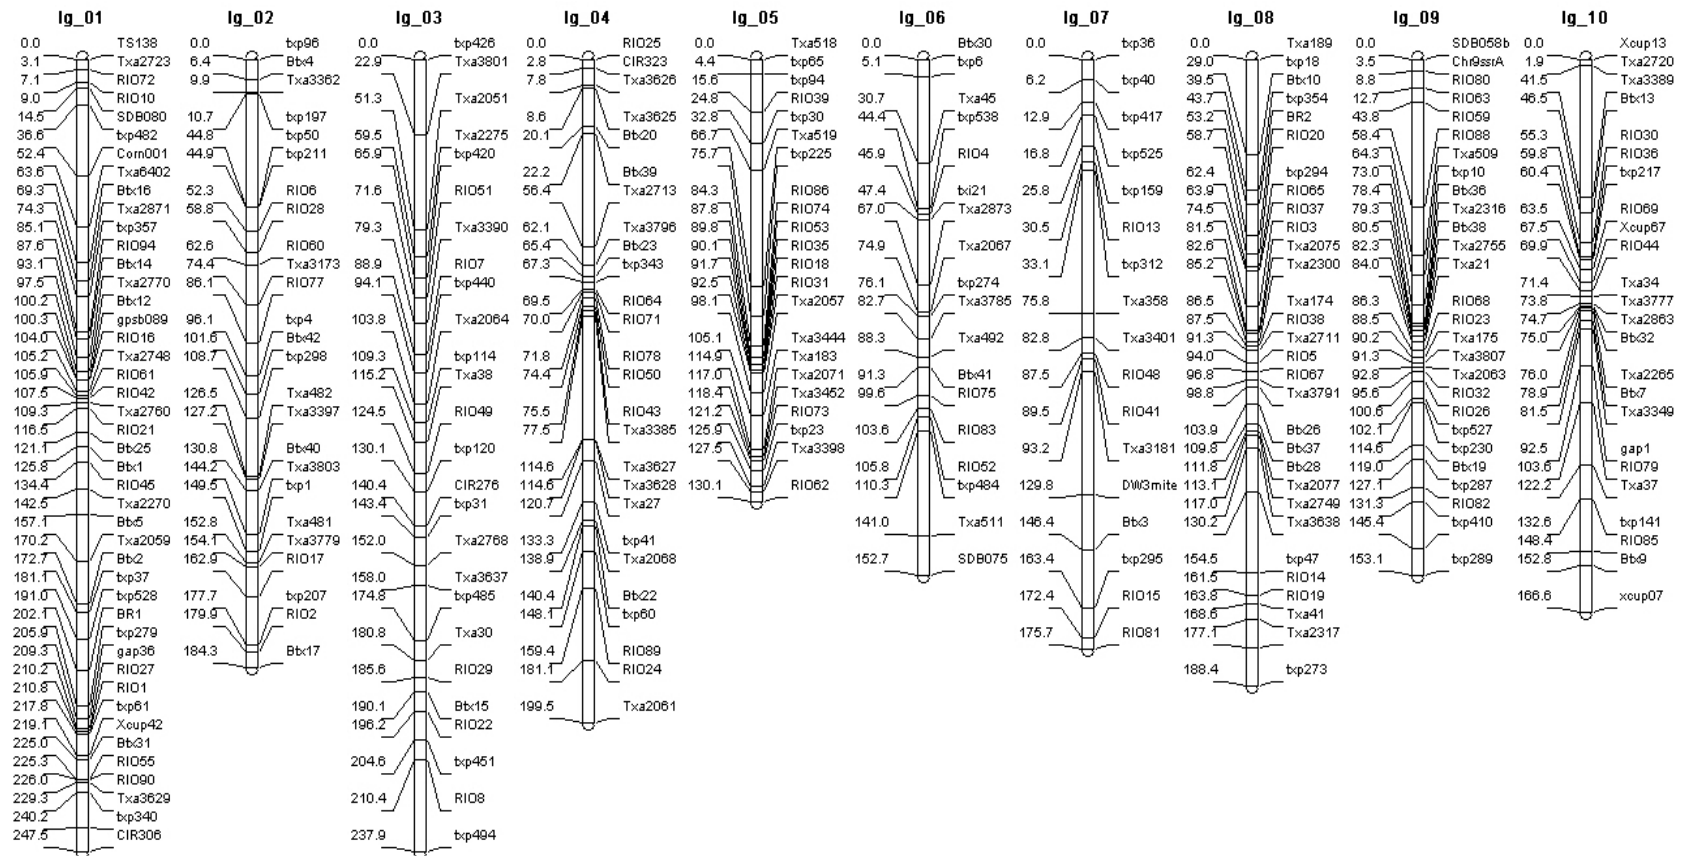 lg_01
0.0 TS138
3.1 Txa2723
7.1 RIO72
9.0 RIO10
14.5 SDB080
36.6 txp482
52.4 Com001
63.6 Txa6402
69.3 Btx16
74.3 Txa2871
85.1 txp357
87.6 RIO94
93.1 Btx14
97.5 Txa2770
100.2 Btx12
100.3 gpsb089
104.0 RIO16
105.2 Txa2748
105.9 RIO61
107.5 RIO42
109.3 Txa2760
116.5 RIO21
121.1 Btx25
125.8 Btx1
134.4 RIO45
142.5 Txa2270
157.1 Btx5
170.2 Txa2059
172.7 Btx2
181.1 txp37
191.0 txp528
202.1 BR1
205.9 txp279
209.3 gap36
210.2 RIO27
210.8 RIO1
217.8 txp61
219.1 Xcup42
225.0 Btx31
225.3 RIO55
226.0 RIO90
229.3 Txa3629
240.2 txp340
247.5 CIR306
lg_02
0.0 txp96
6.4 Btx4
9.9 Txa3362
10.7 txp197
44.8 txp50
44.9 txp211
52.3 RIO6
58.8 RIO28
62.6 RIO60
74.4 Txa3173
86.1 RIO77
96.1 txp4
101.6 Btx42
108.7 txp298
126.5 Txa482
127.2 Txa3397
130.8 Btx40
144.2 Txa3803
149.5 txp1
152.8 Txa481
154.1 Txa3779
162.9 RIO17
177.7 txp207
179.9 RIO2
184.3 Btx17
lg_03
0.0 txp426
22.9 Txa3801
51.3 Txa2051
59.5 Txa2275
65.9 txp420
71.6 RIO51
79.3 Txa3390
88.9 RIO7
94.1 txp440
103.8 Txa2064
109.3 txp114
115.2 Txa38
124.5 RIO49
130.1 txp120
140.4 CIR276
143.4 txp31
152.0 Txa2768
158.0 Txa3637
174.8 txp485
180.8 Txa30
185.6 RIO29
190.1 Btx15
196.2 RIO22
204.6 txp451
210.4 RIO8
237.9 txp494
lg_04
0.0 RIO25
2.8 CIR323
7.8 Txa3626
8.6 Txa3625
20.1 Btx20
22.2 Btx39
56.4 Txa2713
62.1 Txa3796
65.4 Btx23
67.3 txp343
69.5 RIO64
70.0 RIO71
71.8 RIO78
74.4 RIO50
75.5 RIO43
77.5 Txa3385
114.6 Txa3627
114.6 Txa3628
120.7 Txa27
133.3 txp41
138.9 Txa2068
140.4 Btx22
148.1 txp60
159.4 RIO89
181.1 RIO24
199.5 Txa2061
lg_05
0.0 Txa518
4.4 txp65
15.6 txp94
24.8 RIO39
32.8 txp30
66.7 Txa519
75.7 txp225
84.3 RIO86
87.8 RIO74
89.8 RIO53
90.1 RIO35
91.7 RIO18
92.5 RIO31
98.1 Txa2057
105.1 Txa3444
114.9 Txa183
117.0 Txa2071
118.4 Txa3452
121.2 RIO73
125.9 txp23
127.5 Txa3398
130.1 RIO62
lg_06
0.0 Btx30
5.1 txp6
30.7 Txa45
44.4 txp538
45.9 RIO4
47.4 txi21
67.0 Txa2873
74.9 Txa2067
76.1 txp274
82.7 Txa3785
88.3 Txa492
91.3 Btx41
99.6 RIO75
103.6 RIO83
105.8 RIO52
110.3 txp484
141.0 Txa511
152.7 SDB075
lg_07
0.0 txp36
6.2 txp40
12.9 txp417
16.8 txp525
25.8 txp159
30.5 RIO13
33.1 txp312
75.8 Txa358
82.8 Txa3401
87.5 RIO48
89.5 RIO41
93.2 Txa3181
129.8 DW3mite
146.4 Btx3
163.4 txp295
172.4 RIO15
175.7 RIO81
lg_08
0.0 Txa189
29.0 txp18
39.5 Btx10
43.7 txp354
53.2 BR2
58.7 RIO20
62.4 txp294
63.9 RIO65
74.5 RIO37
81.5 RIO3
82.6 Txa2075
85.2 Txa2300
86.5 Txa174
87.5 RIO38
91.3 Txa2711
94.0 RIO5
96.8 RIO67
98.8 Txa3791
103.9 Btx26
109.8 Btx37
111.8 Btx28
113.1 Txa2077
117.0 Txa2749
130.2 Txa3638
154.5 txp47
161.5 RIO14
163.8 RIO19
168.6 Txa41
177.1 Txa2317
188.4 txp273
lg_09
0.0 SDB058b
3.5 Chr9ssrA
8.8 RIO80
12.7 RIO63
43.8 RIO59
58.4 RIO88
64.3 Txa509
73.0 txp10
78.4 Btx36
79.3 Txa2316
80.5 Btx38
82.3 Txa2755
84.0 Txa21
86.3 RIO68
88.5 RIO23
90.2 Txa175
91.3 Txa3807
92.8 Txa2063
95.6 RIO32
100.6 RIO26
102.1 txp527
114.6 txp230
119.0 Btx19
127.1 txp287
131.3 RIO82
145.4 txp410
153.1 txp289
lg_10
0.0 Xcup13
1.9 Txa2720
41.5 Txa3389
46.5 Btx13
55.3 RIO30
59.8 RIO36
60.4 txp217
63.5 RIO69
67.5 Xcup67
69.9 RIO44
71.4 Txa34
73.8 Txa3777
74.7 Txa2863
75.0 Btx32
76.0 Txa2265
78.9 Btx7
81.5 Txa3349
92.5 gap1
103.6 RIO79
122.2 Txa37
132.6 txp141
148.4 RIO85
152.8 Btx9
166.6 xcup07